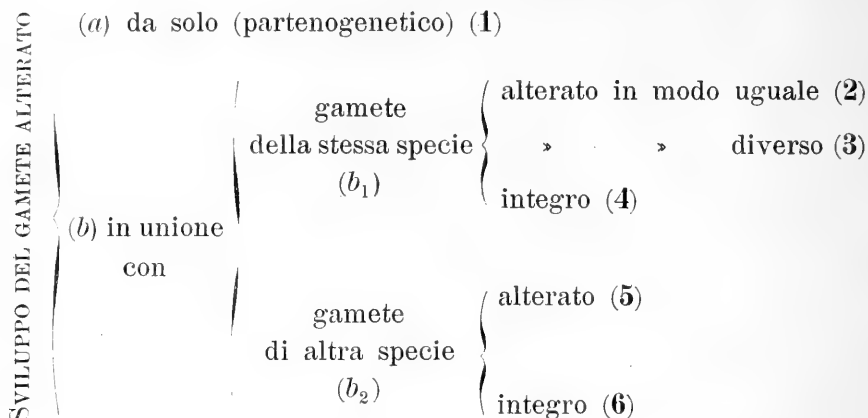 SVILUPPO DEL GAMETE ALTERATO
(a) da solo (partenogenetico) (1)
(b) in unione
con
gamete
della stessa specie
(b₁)
alterato in modo uguale (2)
» » diverso (3)
integro (4)
gamete
di altra specie
(b₂)
alterato (5)
integro (6)